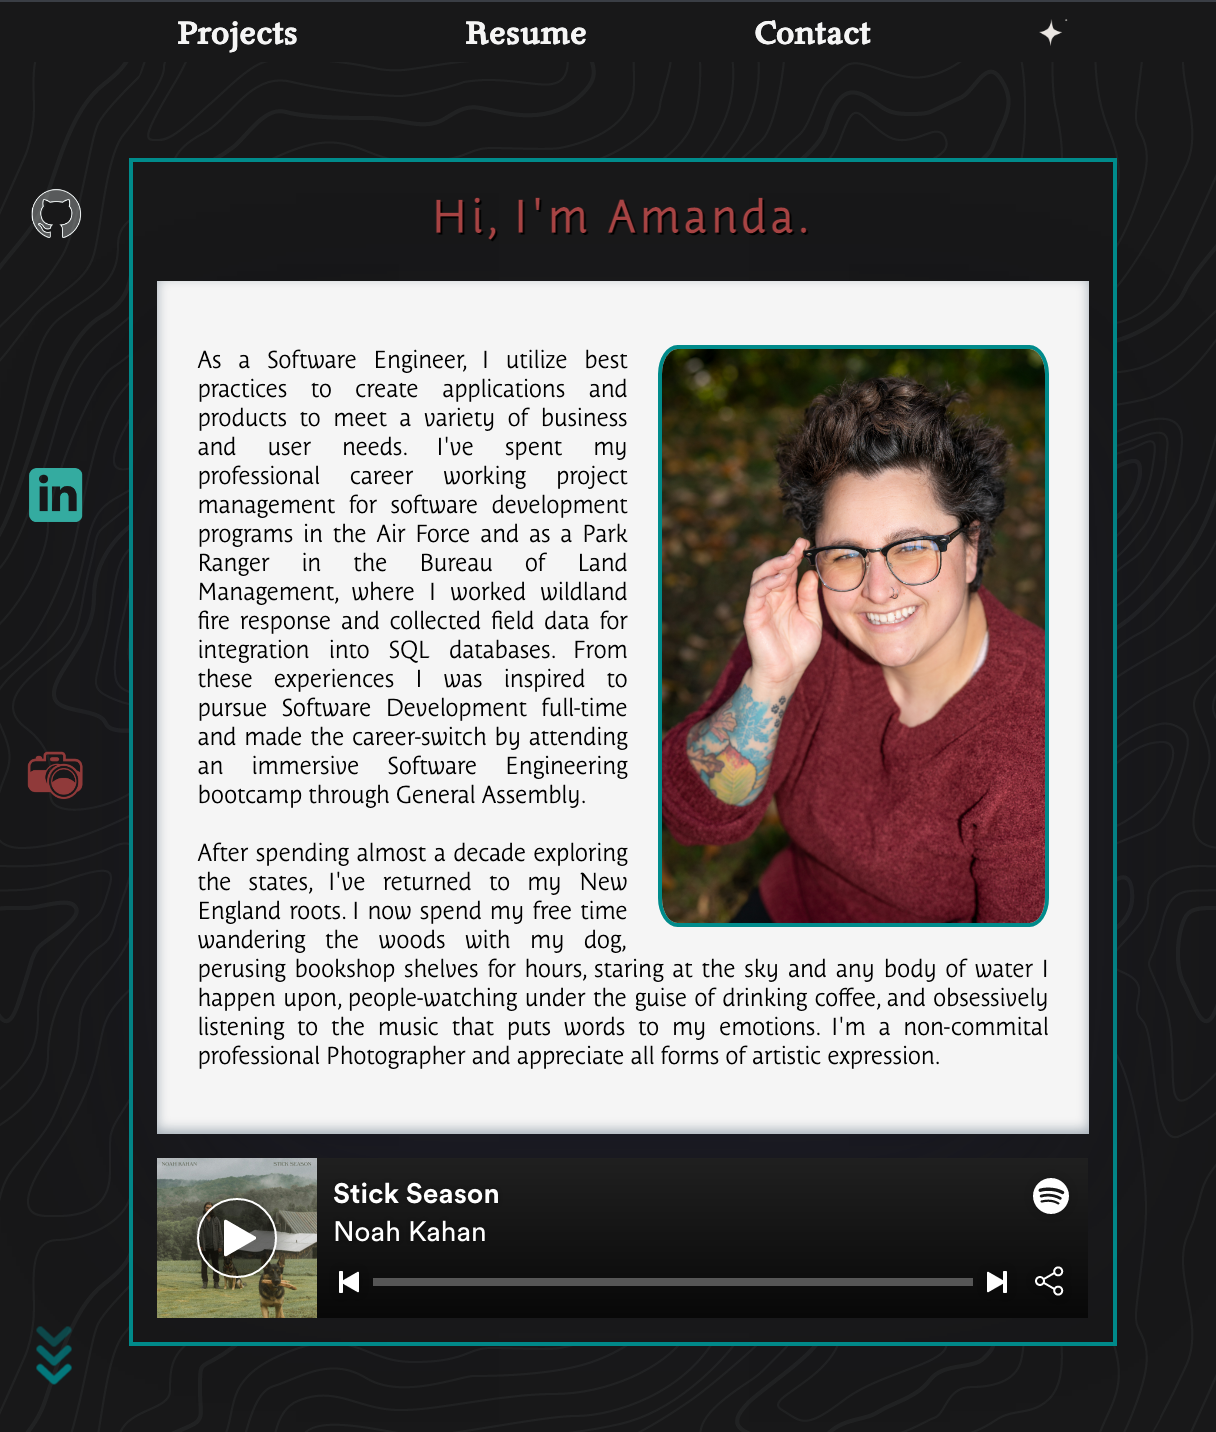 Projects
Resume
Contact
Hi, I'm Amanda.
As a Software Engineer, I utilize best
practices to create applications and
products to meet a variety of business
and user needs. I've spent my
professional career working project
management for software development
programs in the Air Force and as a Park
Ranger in the Bureau of Land
Management, where I worked wildland
fire response and collected field data for
integration into SQL databases. From
these experiences I was inspired to
pursue Software Development full-time
and made the career-switch by attending
an immersive Software Engineering
bootcamp through General Assembly.
After spending almost a decade exploring
the states, I've returned to my New
England roots. I now spend my free time
wandering the woods with my dog,
perusing bookshop shelves for hours, staring at the sky and any body of water I
happen upon, people-watching under the guise of drinking coffee, and obsessively
listening to the music that puts words to my emotions. I'm a non-commital
professional Photographer and appreciate all forms of artistic expression.
in
NOAH KAHAN
STICK SEASON
Stick Season
Noah Kahan